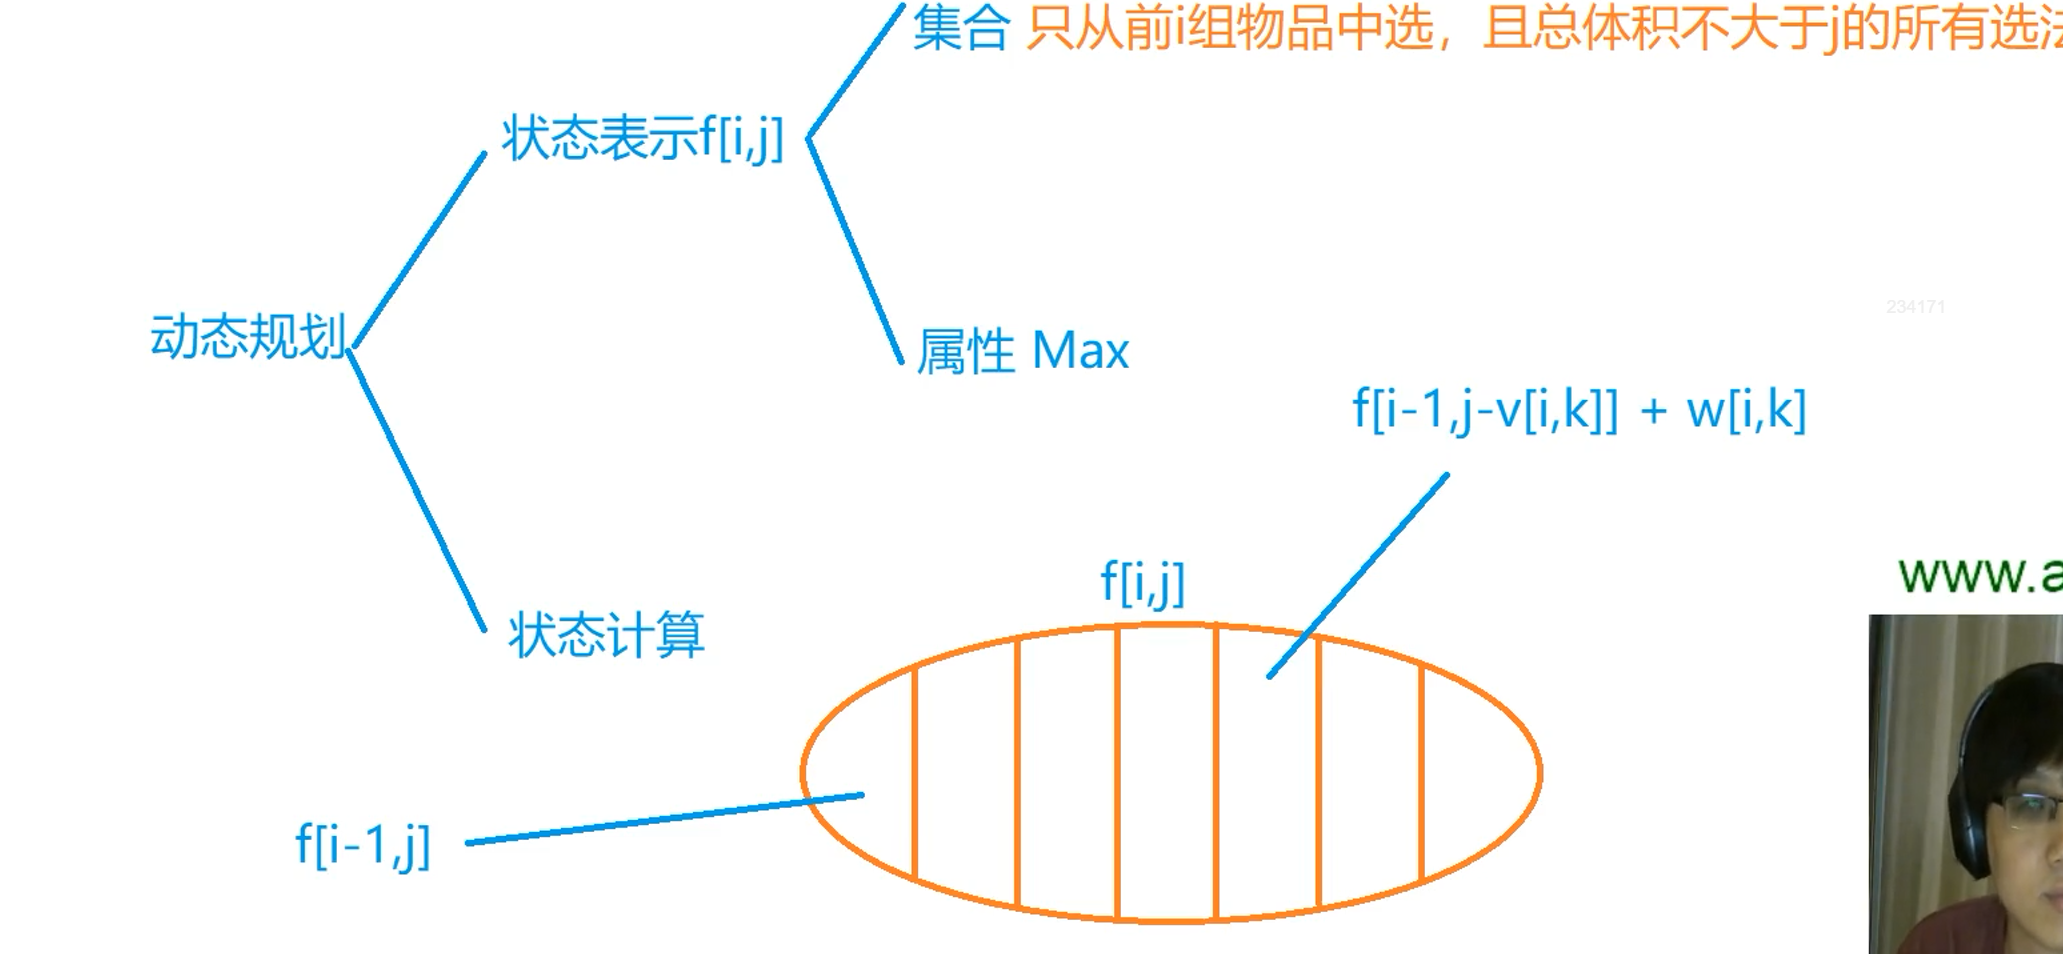 集合 只从前i组物品中选，且总体积不大于j的所有选法
状态表示f[i,j]
动态规划
属性 Max
234171
f[i-1,j-v[i,k]] + w[i,k]
f[i,j]
www.a
状态计算
f[i-1,j]